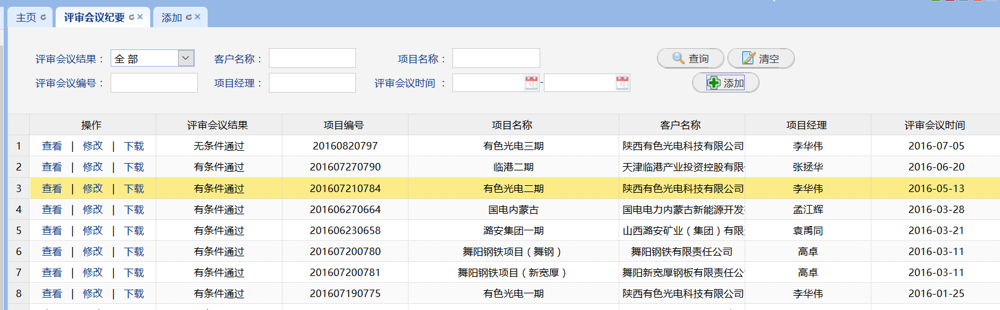 主页 评审会议纪要 添加
评审会议结果： 全 部 客户名称： 项目名称： 查询 清空
评审会议编号： 项目经理： 评审会议时间 ： - 添加
操作 评审会议结果 项目编号 项目名称 客户名称 项目经理 评审会议时间
1 查看 | 修改 | 下载 无条件通过 20160820797 有色光电三期 陕西有色光电科技有限公司 李华伟 2016-07-05
2 查看 | 修改 | 下载 有条件通过 201607270790 临港二期 天津临港产业投资控股有限 张拯华 2016-06-20
3 查看 | 修改 | 下载 有条件通过 201607210784 有色光电二期 陕西有色光电科技有限公司 李华伟 2016-05-13
4 查看 | 修改 | 下载 有条件通过 201606270664 国电内蒙古 国电电力内蒙古新能源开发 孟江辉 2016-03-28
5 查看 | 修改 | 下载 有条件通过 201606230658 潞安集团一期 山西潞安矿业（集团）有限 袁禹同 2016-03-21
6 查看 | 修改 | 下载 有条件通过 201607200780 舞阳钢铁项目（舞钢） 舞阳钢铁有限责任公司 高卓 2016-03-11
7 查看 | 修改 | 下载 有条件通过 201607200781 舞阳钢铁项目（新宽厚） 舞阳新宽厚钢板有限责任公 高卓 2016-03-11
8 查看 | 修改 | 下载 有条件通过 201607190775 有色光电一期 陕西有色光电科技有限公司 李华伟 2016-01-25